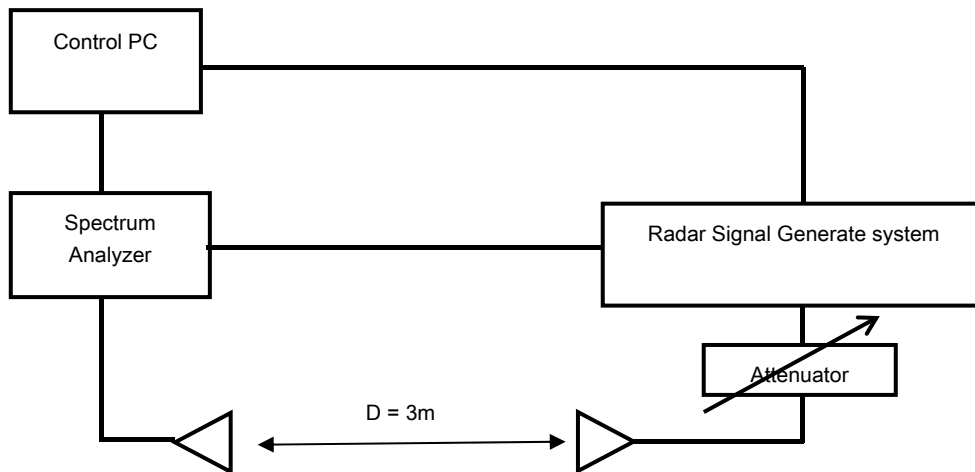 Control PC
Spectrum
Analyzer
Radar Signal Generate system
Attenuator
D = 3m